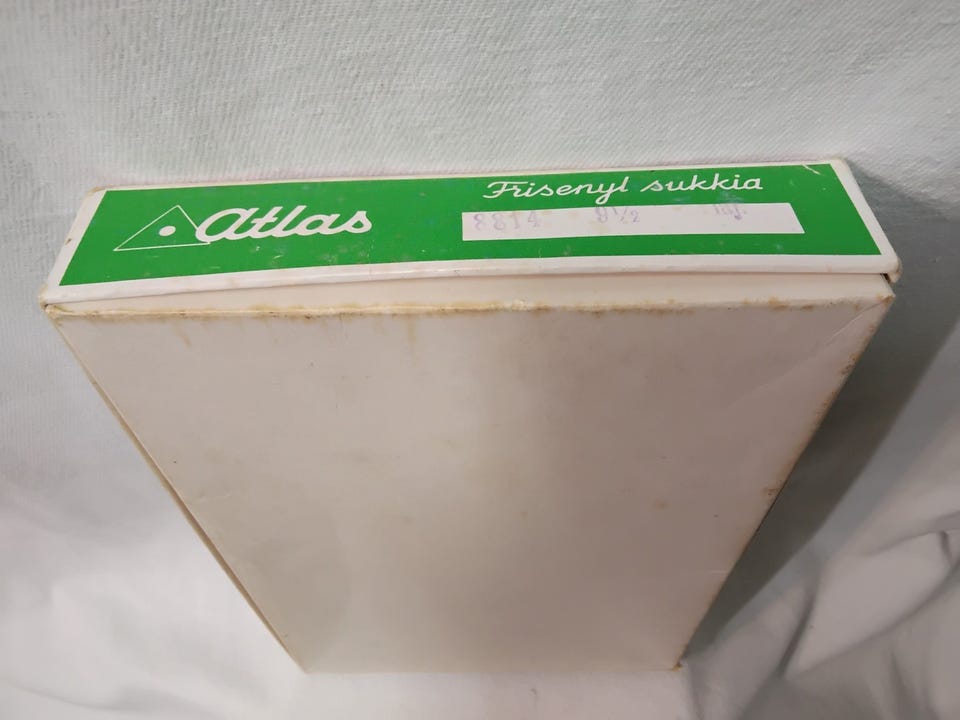 Frisenyl sukkia
Atlas
8814 9½